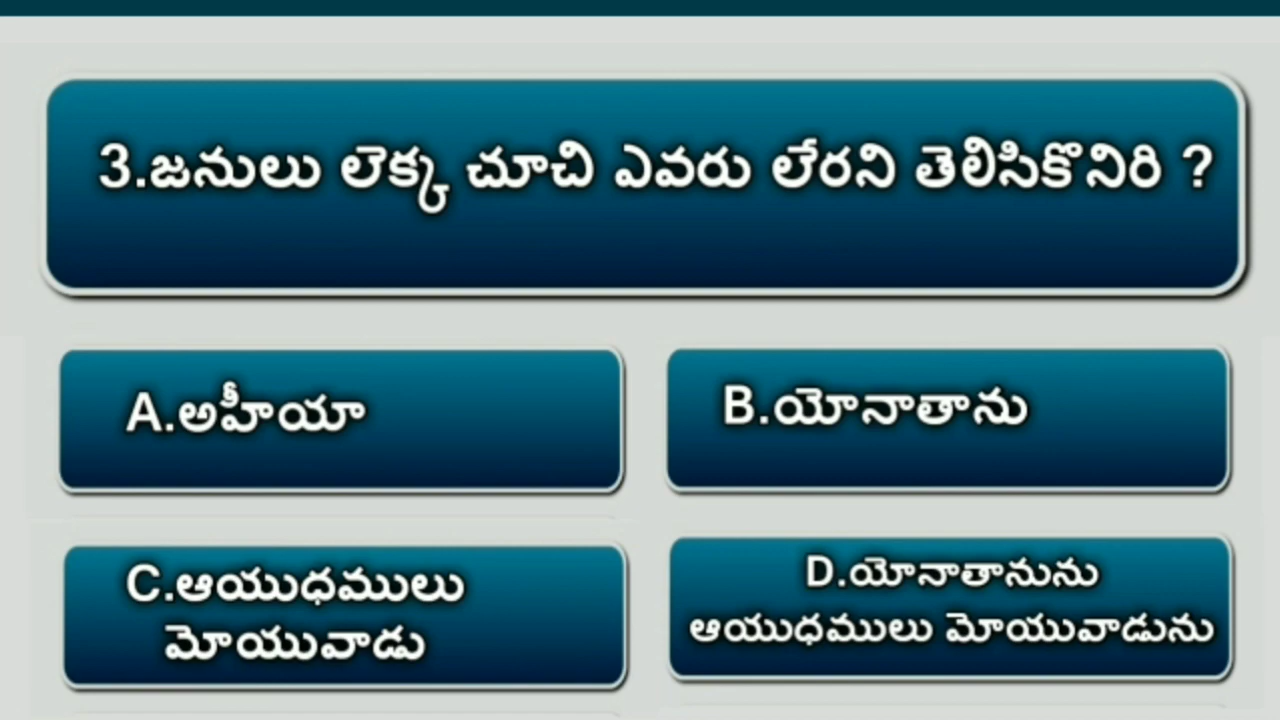 3.జనులు లెక్క చూచి ఎవరు లేరని తెలిసికొనిరి ?
A.అహీయా
B.యోనాతాను
C.ఆయుధములు
మోయువాడు
D.యోనాతానును
ఆయుధములు మోయువాడును